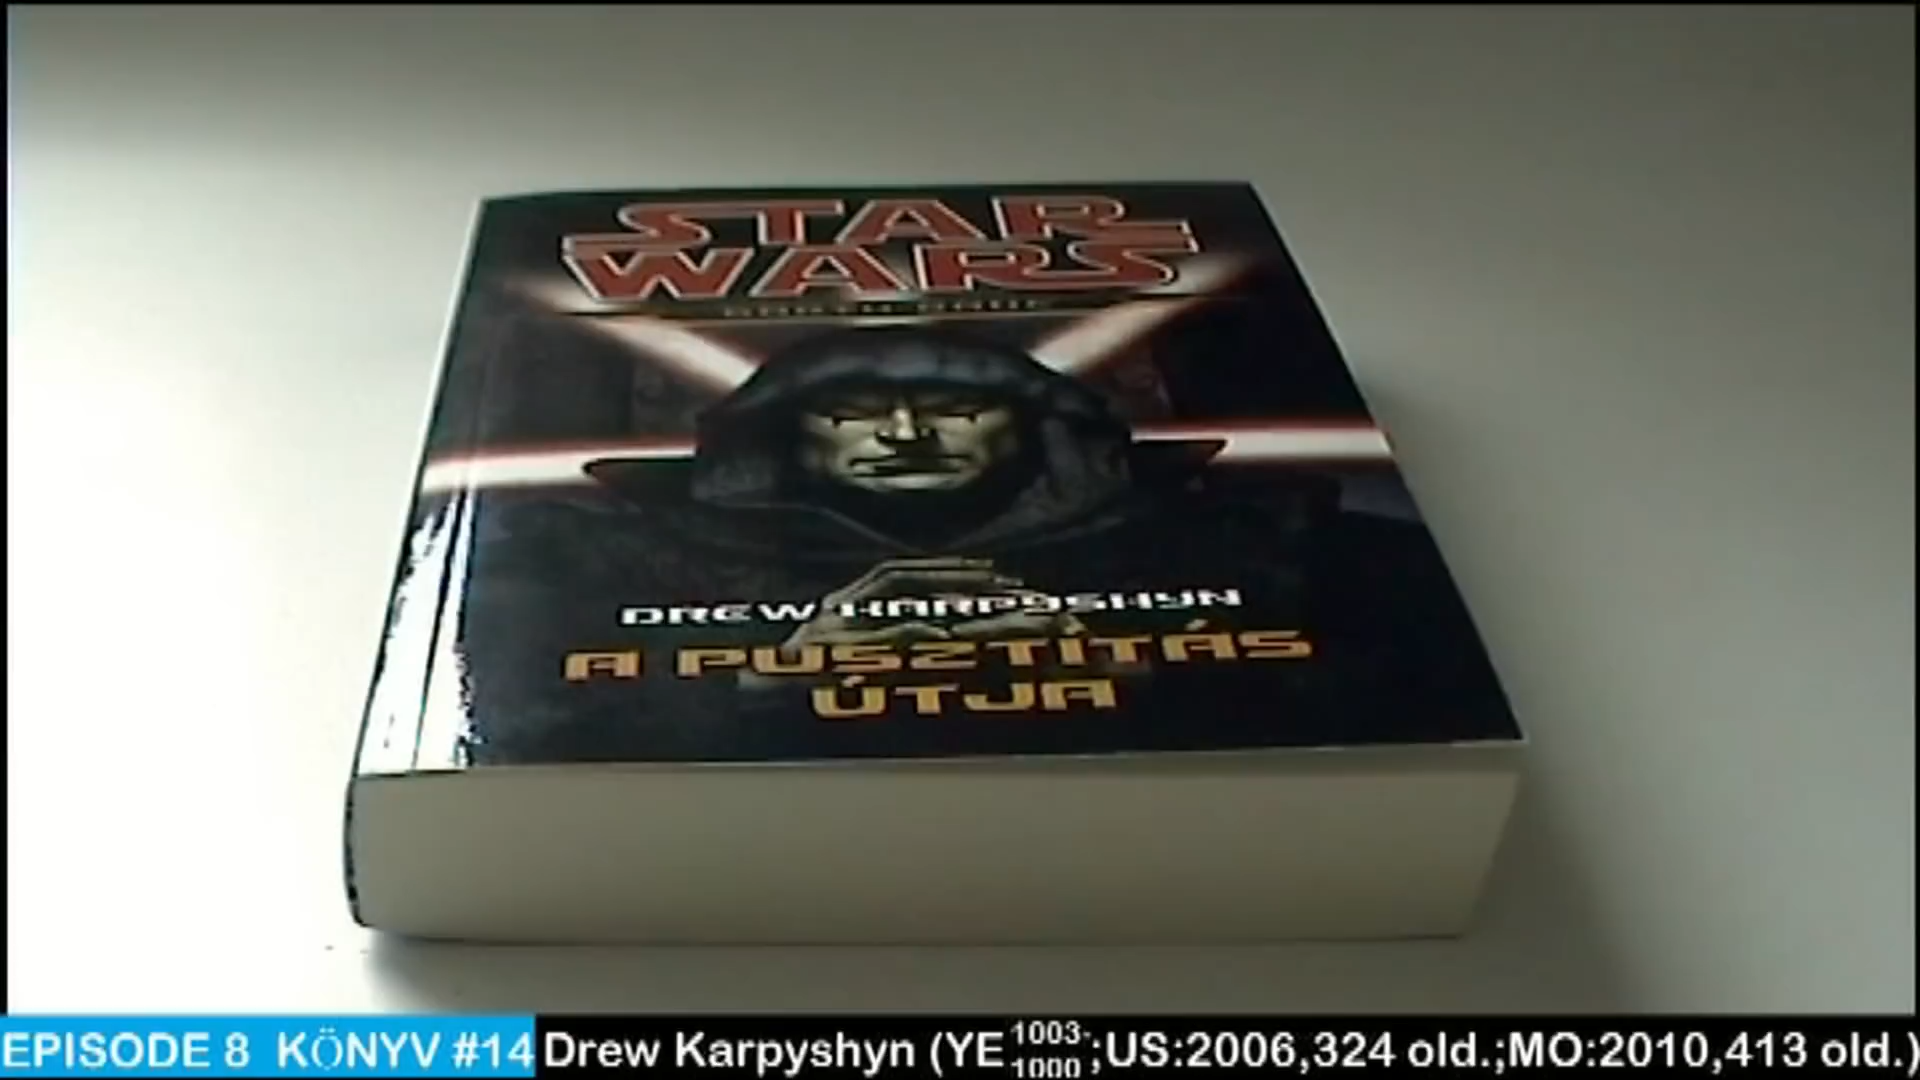 STAR
WARS
DREW KARPYSHYN
A PUSZTÍTÁS
ÚTJA
EPISODE 8 KÖNYV #14 Drew Karpyshyn (YE 1003-1000;US:2006,324 old.;MO:2010,413 old.)